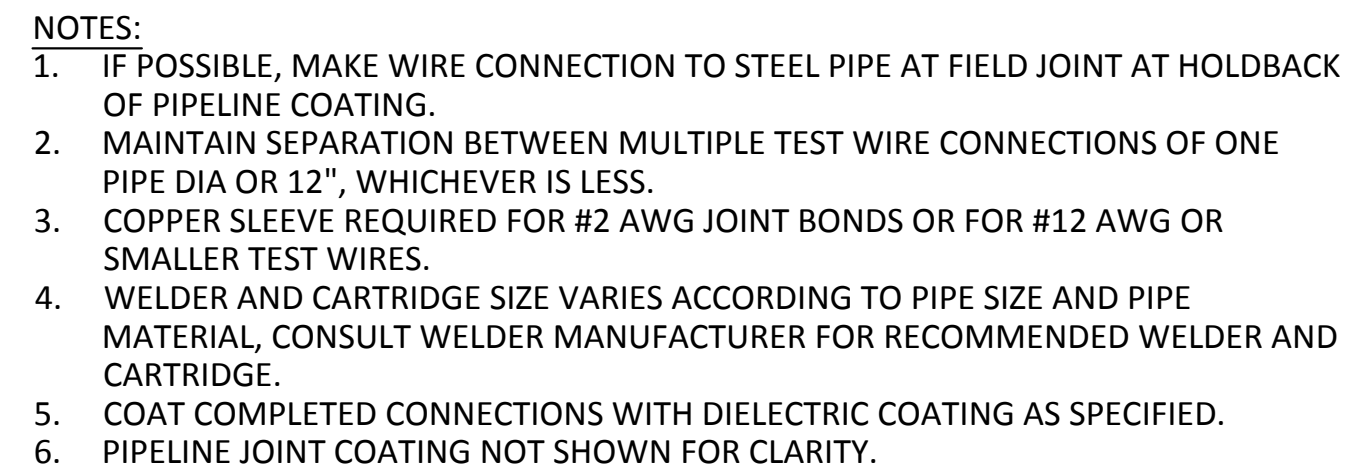 NOTES:
1. IF POSSIBLE, MAKE WIRE CONNECTION TO STEEL PIPE AT FIELD JOINT AT HOLDBACK
OF PIPELINE COATING.
2. MAINTAIN SEPARATION BETWEEN MULTIPLE TEST WIRE CONNECTIONS OF ONE
PIPE DIA OR 12", WHICHEVER IS LESS.
3. COPPER SLEEVE REQUIRED FOR #2 AWG JOINT BONDS OR FOR #12 AWG OR
SMALLER TEST WIRES.
4. WELDER AND CARTRIDGE SIZE VARIES ACCORDING TO PIPE SIZE AND PIPE
MATERIAL, CONSULT WELDER MANUFACTURER FOR RECOMMENDED WELDER AND
CARTRIDGE.
5. COAT COMPLETED CONNECTIONS WITH DIELECTRIC COATING AS SPECIFIED.
6. PIPELINE JOINT COATING NOT SHOWN FOR CLARITY.